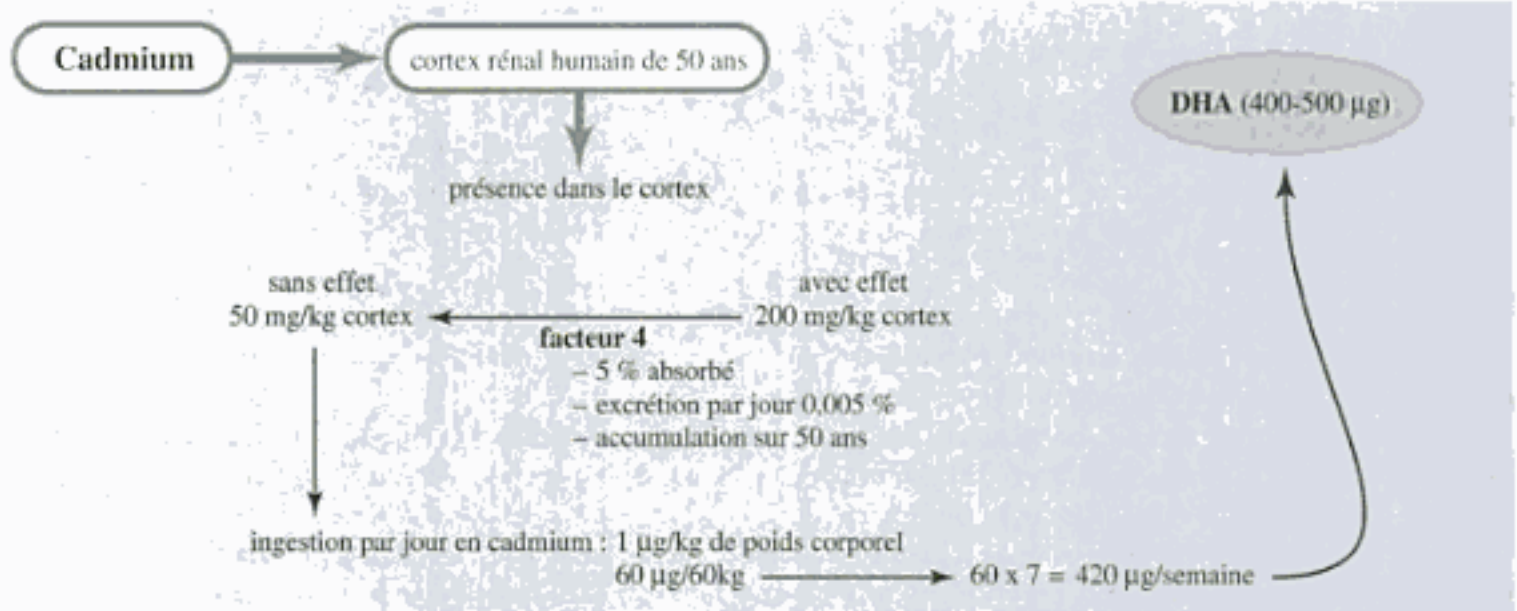 Cadmium
cortex rénal humain de 50 ans
DHA (400-500 µg)
présence dans le cortex
sans effet
50 mg/kg cortex
avec effet
200 mg/kg cortex
facteur 4
– 5 % absorbé
– excrétion par jour 0,005 %
– accumulation sur 50 ans
ingestion par jour en cadmium : 1 µg/kg de poids corporel
60 µg/60kg
60 x 7 = 420 µg/semaine